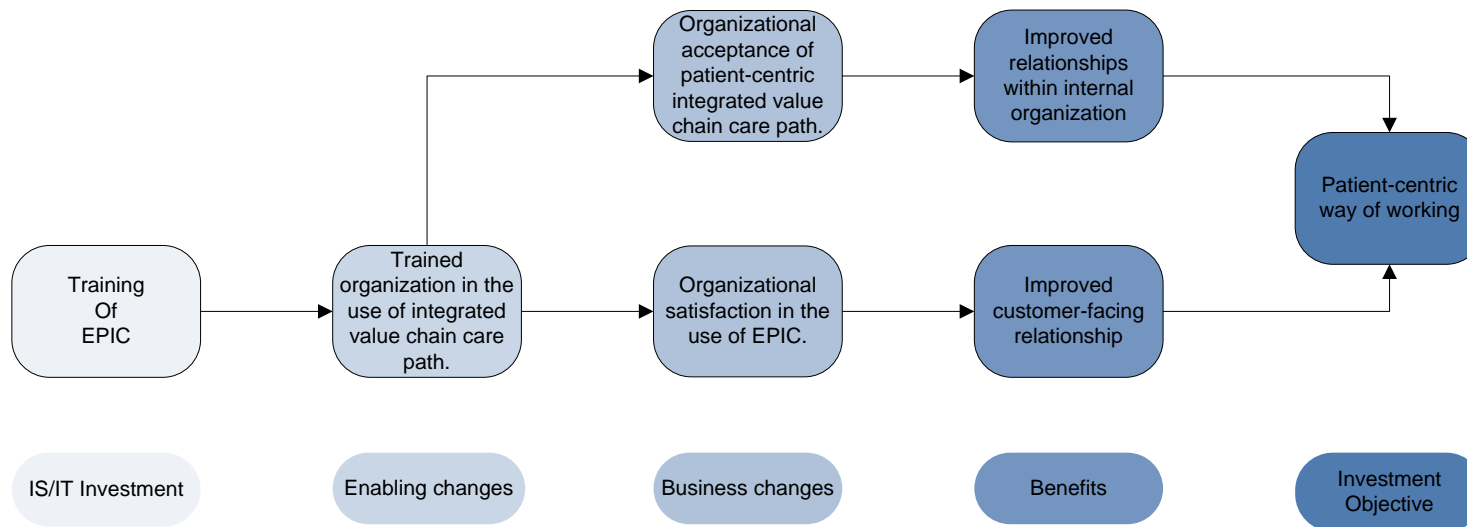 Organizational
acceptance of
patient-centric
integrated value
chain care path.
Improved
relationships
within internal
organization
Patient-centric
way of working
Training
Of
EPIC
Trained
organization in the
use of integrated
value chain care
path.
Organizational
satisfaction in the
use of EPIC.
Improved
customer-facing
relationship
IS/IT Investment
Enabling changes
Business changes
Benefits
Investment
Objective